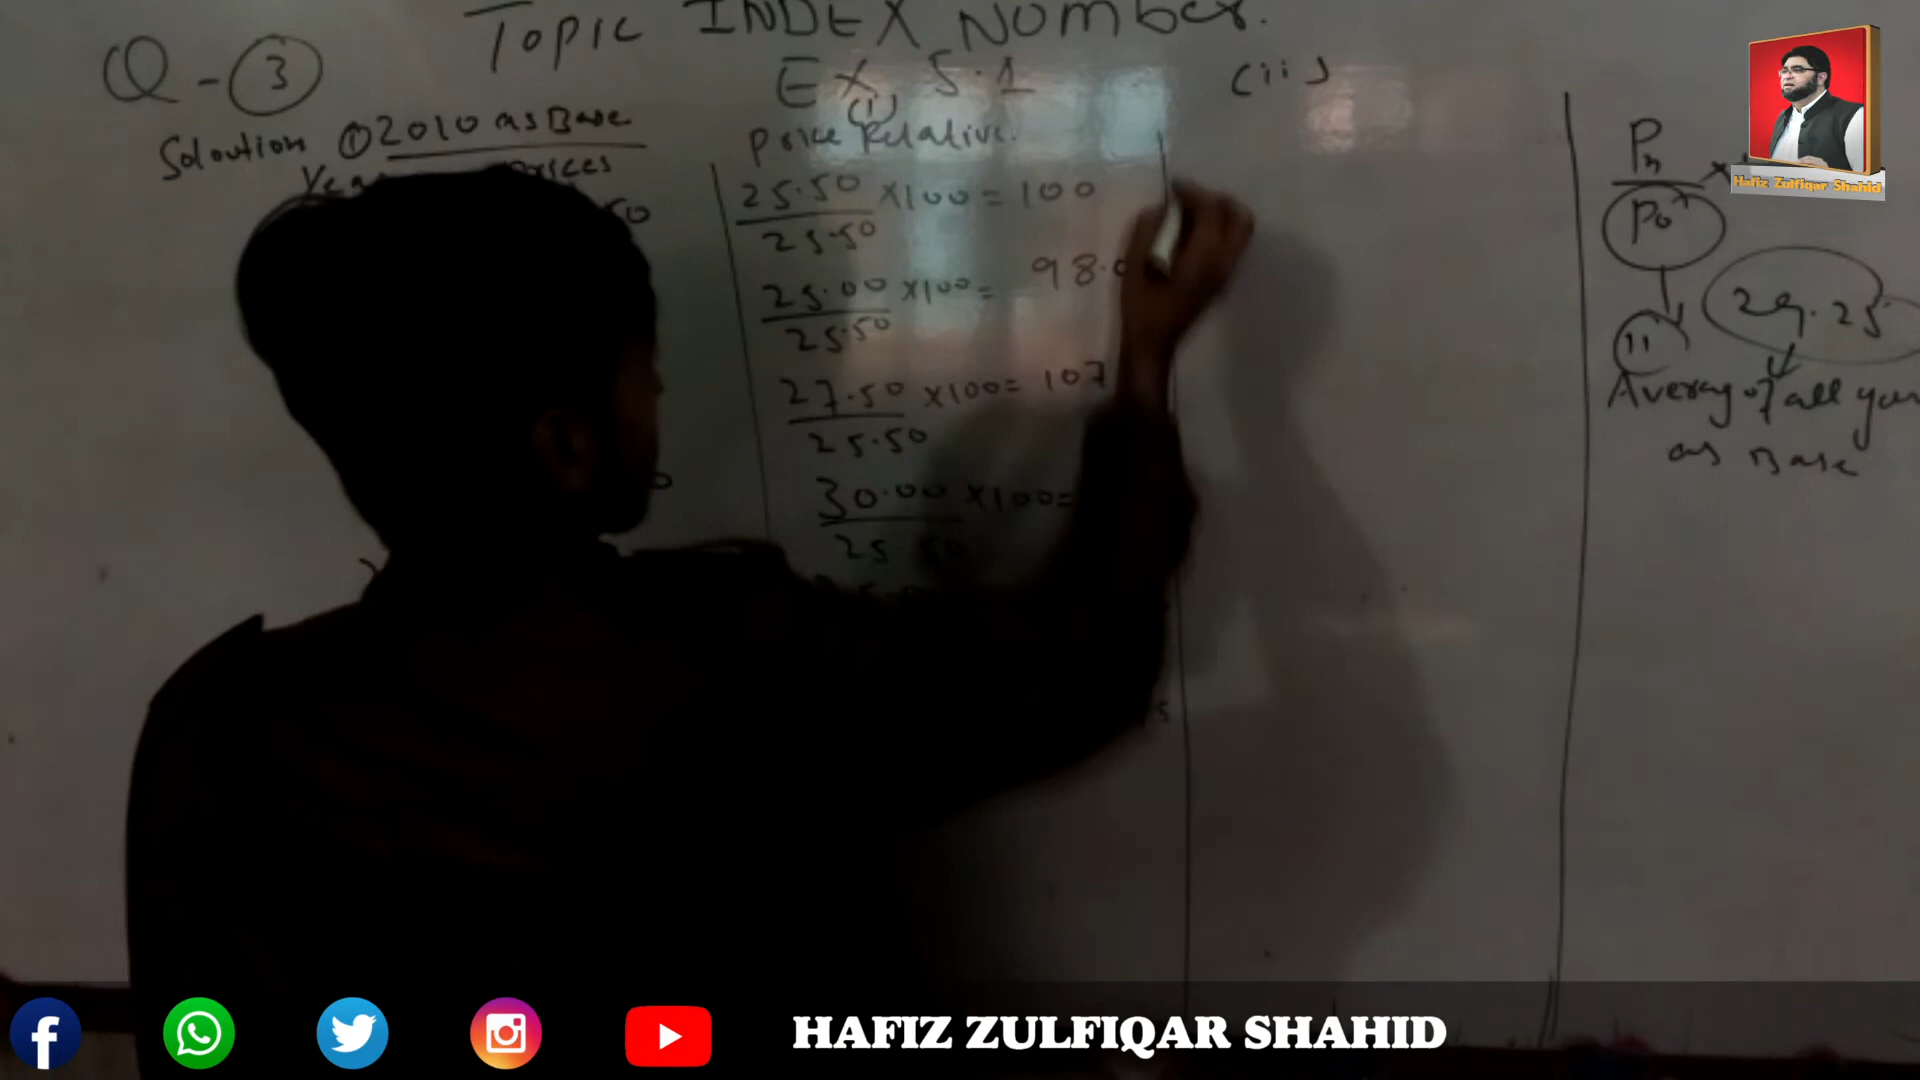 Topic INDEX Number.
Q-3
EX 5.1
Soloution ① 2010 as Base
(i)
Price Relative.
25.50 ×100 = 100
25.50
25.00 ×100 =
98.0
25.50
27.50 ×100 = 107
25.50
30.00 ×100 =
25 50
(ii)
Pn ×
Po
ii
29.25
Average of all year
as Base
Hafiz Zulfiqar Shahid
HAFIZ ZULFIQAR SHAHID